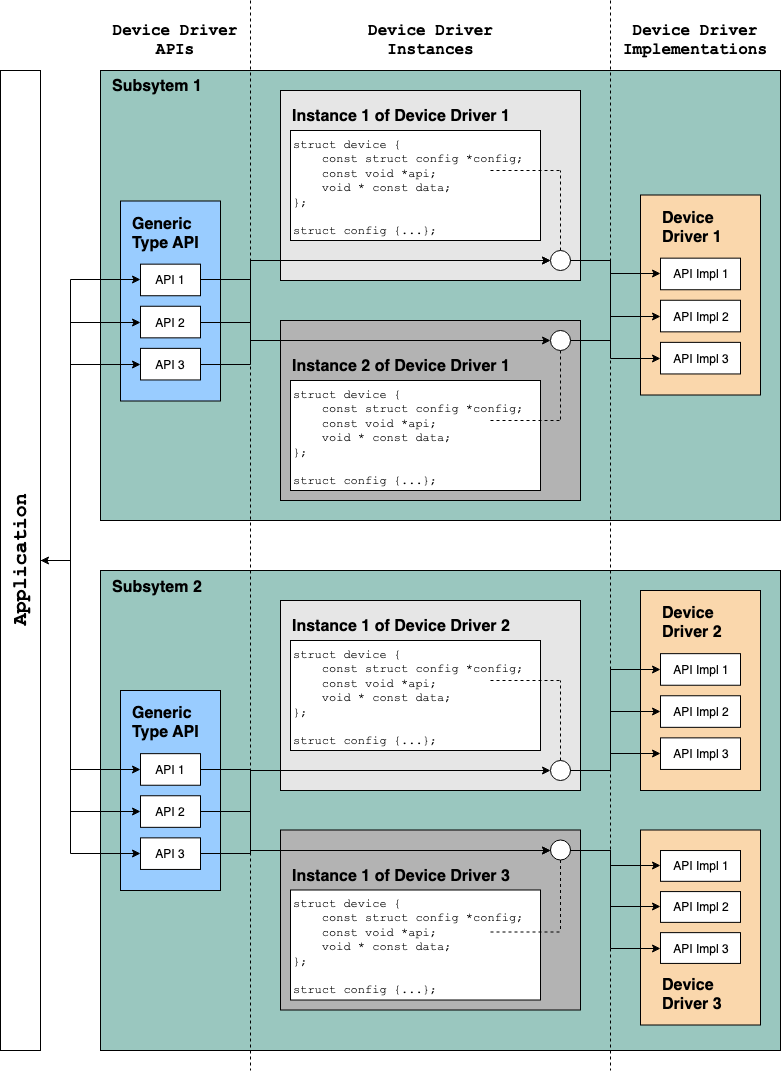 Device Driver
APIs
Device Driver
Instances
Device Driver
Implementations
Application
Subsytem 1
Generic
Type API
API 1
API 2
API 3
Instance 1 of Device Driver 1
struct device {
    const struct config *config;
    const void *api;
    void * const data;
};
struct config {...};
Instance 2 of Device Driver 1
struct device {
    const struct config *config;
    const void *api;
    void * const data;
};
struct config {...};
Device
Driver 1
API Impl 1
API Impl 2
API Impl 3
Subsytem 2
Generic
Type API
API 1
API 2
API 3
Instance 1 of Device Driver 2
struct device {
    const struct config *config;
    const void *api;
    void * const data;
};
struct config {...};
Instance 1 of Device Driver 3
struct device {
    const struct config *config;
    const void *api;
    void * const data;
};
struct config {...};
Device
Driver 2
API Impl 1
API Impl 2
API Impl 3
API Impl 1
API Impl 2
API Impl 3
Device
Driver 3